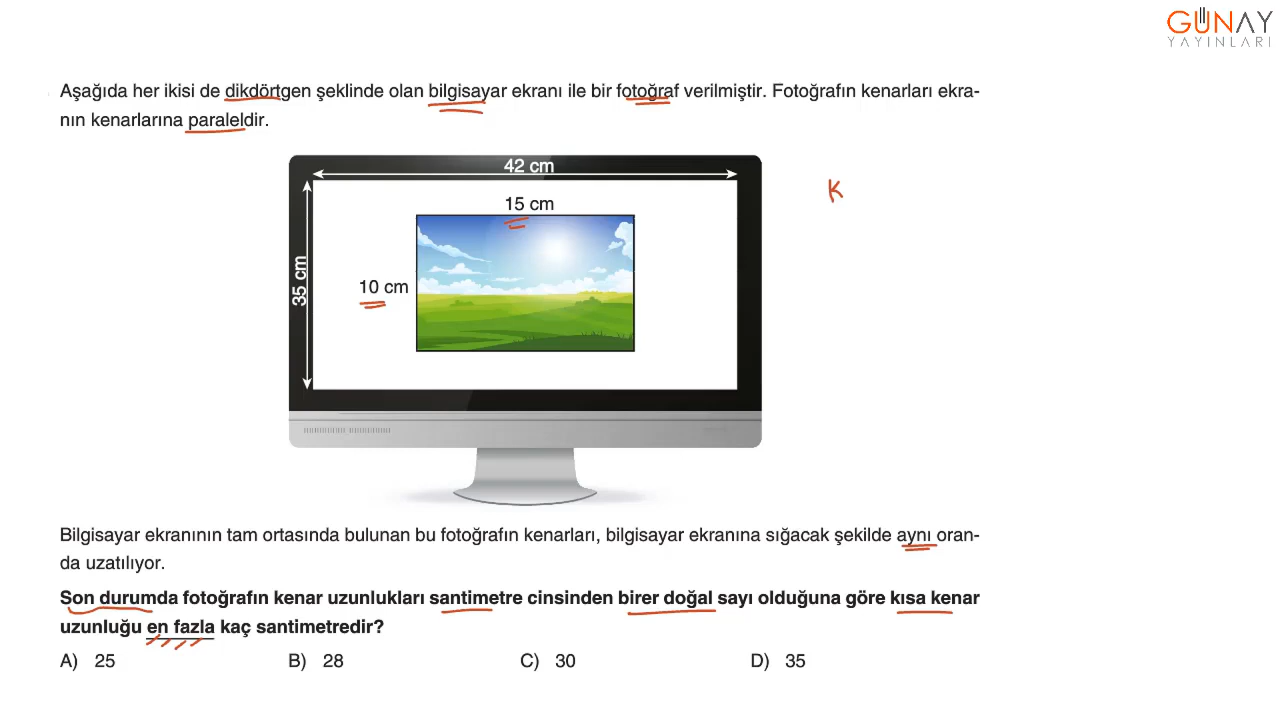 GÜNAY
YAYINLARI
Aşağıda her ikisi de dikdörtgen şeklinde olan bilgisayar ekranı ile bir fotoğraf verilmiştir. Fotoğrafın kenarları ekra-
nın kenarlarına paraleldir.
42 cm
K
15 cm
35 cm
10 cm
Bilgisayar ekranının tam ortasında bulunan bu fotoğrafın kenarları, bilgisayar ekranına sığacak şekilde aynı oran-
da uzatılıyor.
Son durumda fotoğrafın kenar uzunlukları santimetre cinsinden birer doğal sayı olduğuna göre kısa kenar
uzunluğu en fazla kaç santimetredir?
A) 25 B) 28 C) 30 D) 35